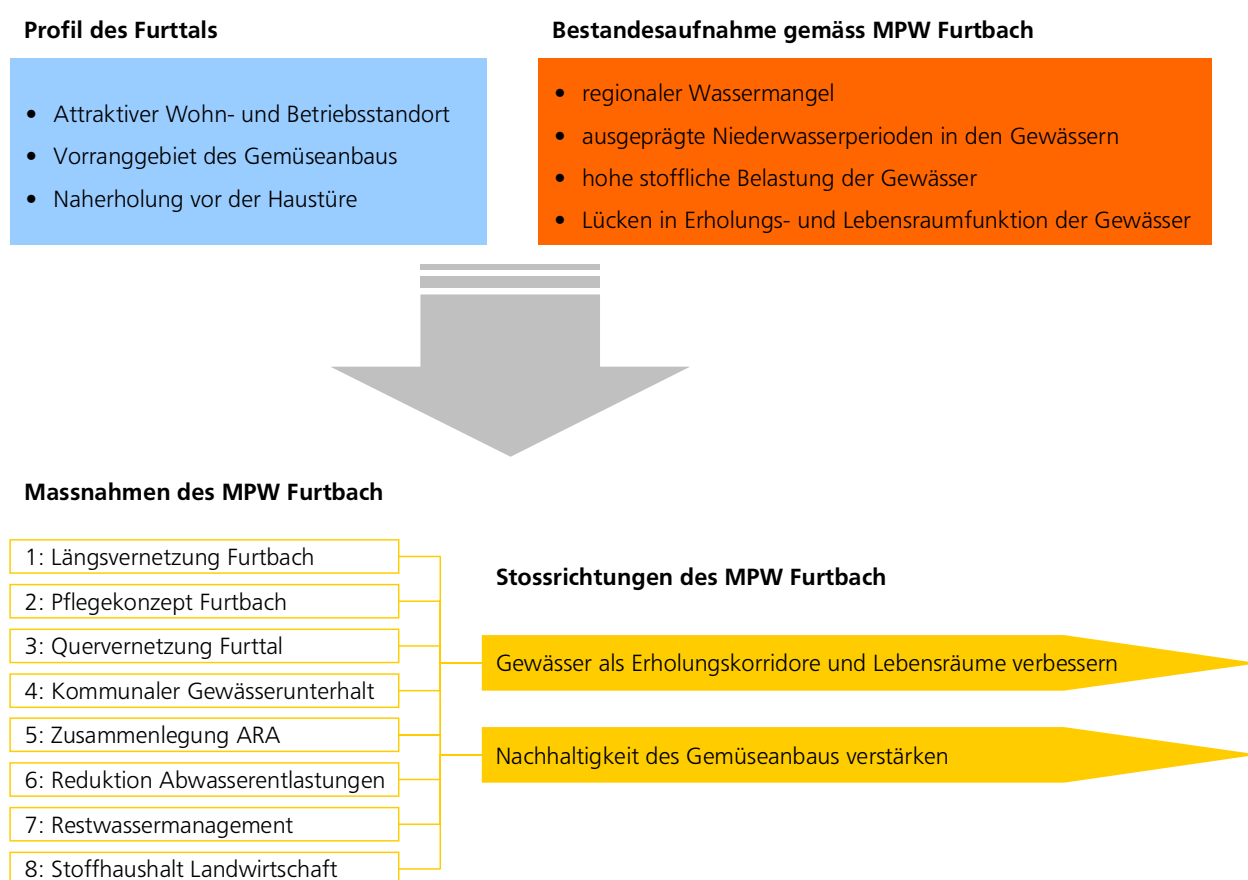 Profil des Furttals
• Attraktiver Wohn- und Betriebsstandort
• Vorranggebiet des Gemüseanbaus
• Naherholung vor der Haustüre
Bestandesaufnahme gemäss MPW Furtbach
• regionaler Wassermangel
• ausgeprägte Niederwasserperioden in den Gewässern
• hohe stoffliche Belastung der Gewässer
• Lücken in Erholungs- und Lebensraumfunktion der Gewässer
Massnahmen des MPW Furtbach
1: Längsvernetzung Furtbach
2: Pflegekonzept Furtbach
3: Quervernetzung Furttal
4: Kommunaler Gewässerunterhalt
5: Zusammenlegung ARA
6: Reduktion Abwasserentlastungen
7: Restwassermanagement
8: Stoffhaushalt Landwirtschaft
Stossrichtungen des MPW Furtbach
Gewässer als Erholungskorridore und Lebensräume verbessern
Nachhaltigkeit des Gemüseanbaus verstärken